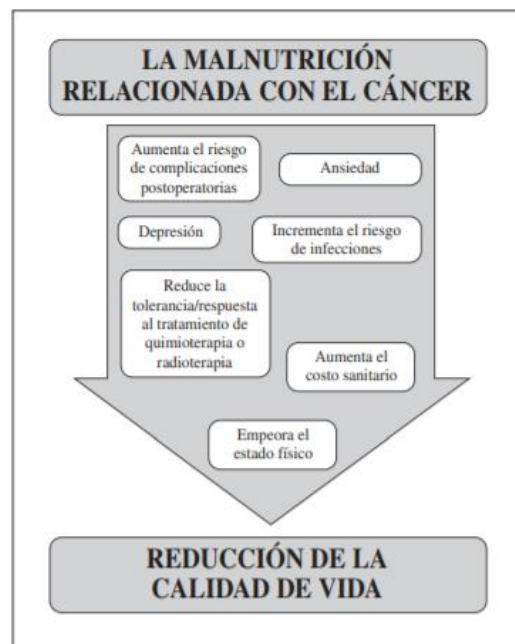 LA MALNUTRICIÓN
RELACIONADA CON EL CÁNCER
Aumenta el riesgo
de complicaciones
postoperatorias
Ansiedad
Depresión
Incrementa el riesgo
de infecciones
Reduce la
tolerancia/respuesta
al tratamiento de
quimioterapia o
radioterapia
Aumenta el
costo sanitario
Empeora el
estado físico
REDUCCIÓN DE LA
CALIDAD DE VIDA